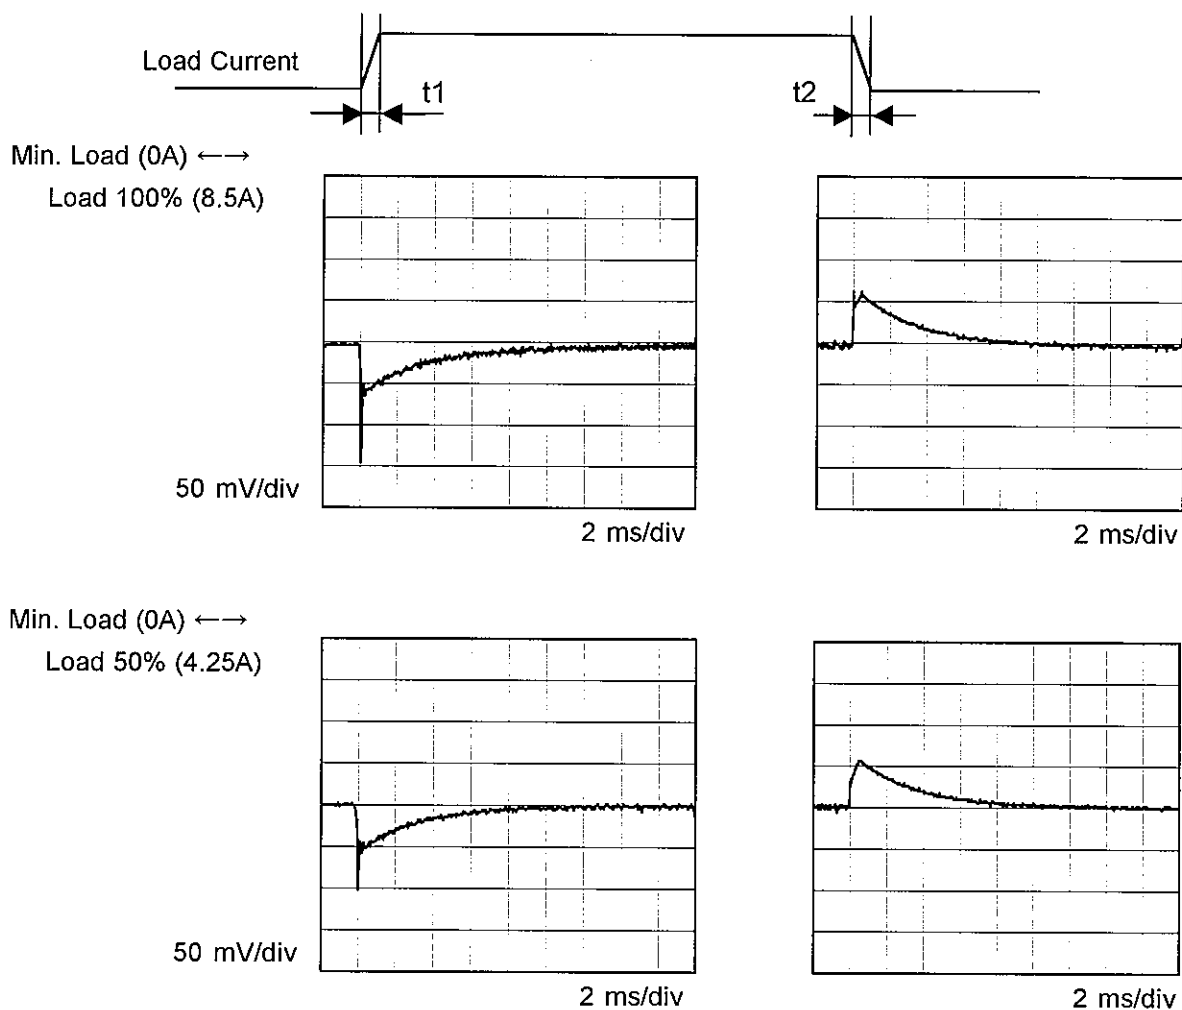 Load Current
t1
t2
Min. Load (0A) ←→
Load 100% (8.5A)
50 mV/div
2 ms/div
2 ms/div
Min. Load (0A) ←→
Load 50% (4.25A)
50 mV/div
2 ms/div
2 ms/div